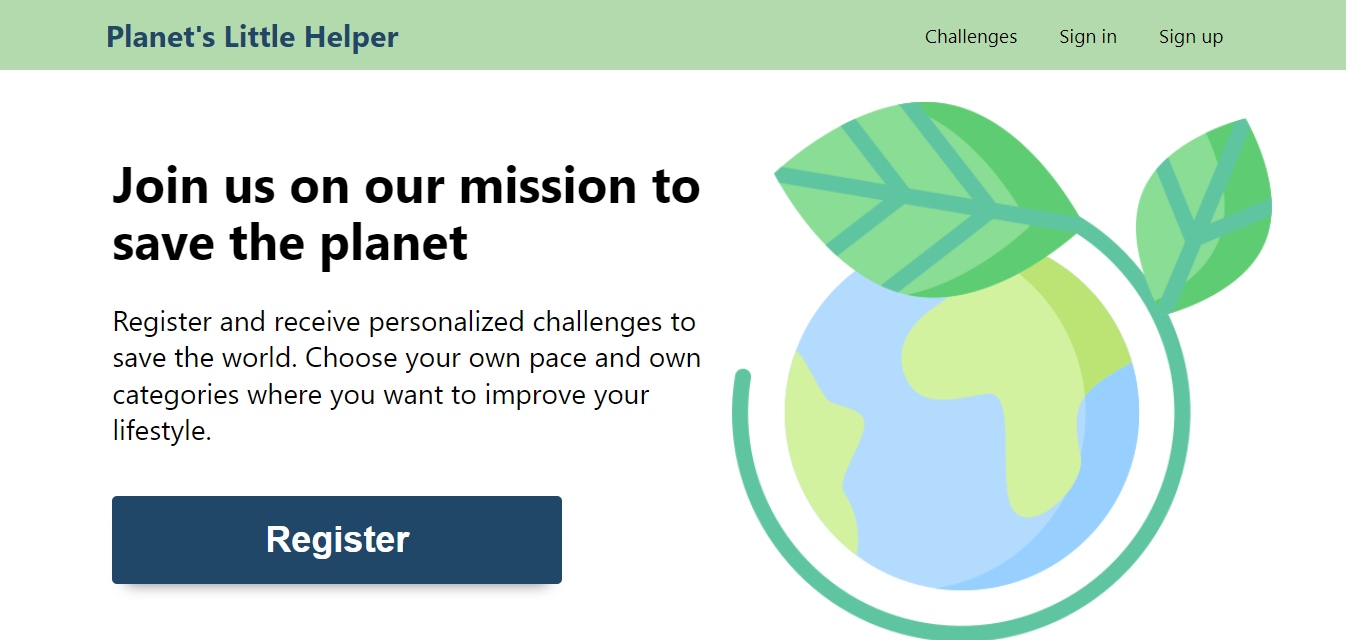 Planet's Little Helper
Challenges
Sign in
Sign up
Join us on our mission to
save the planet
Register and receive personalized challenges to
save the world. Choose your own pace and own
categories where you want to improve your
lifestyle.
Register